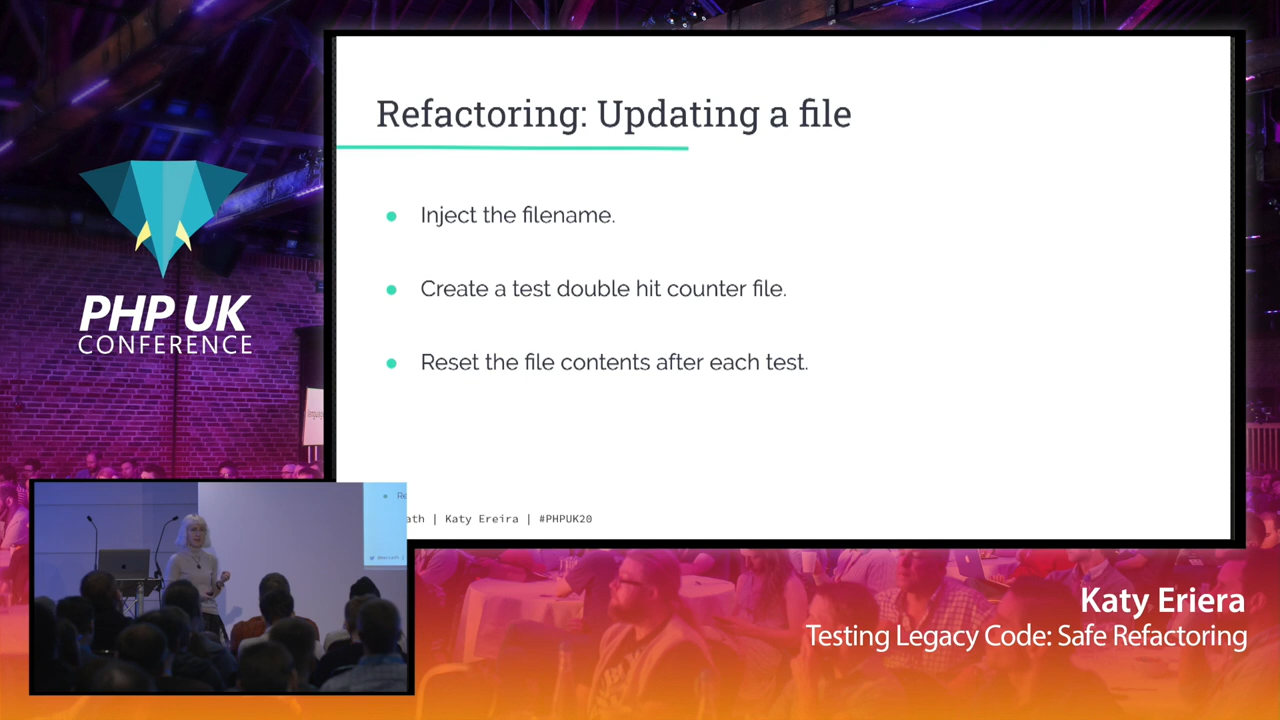 Refactoring: Updating a file
● Inject the filename.
● Create a test double hit counter file.
● Reset the file contents after each test.
ath | Katy Ereira | #PHPUK20
PHP UK
CONFERENCE
Katy Eriera
Testing Legacy Code: Safe Refactoring